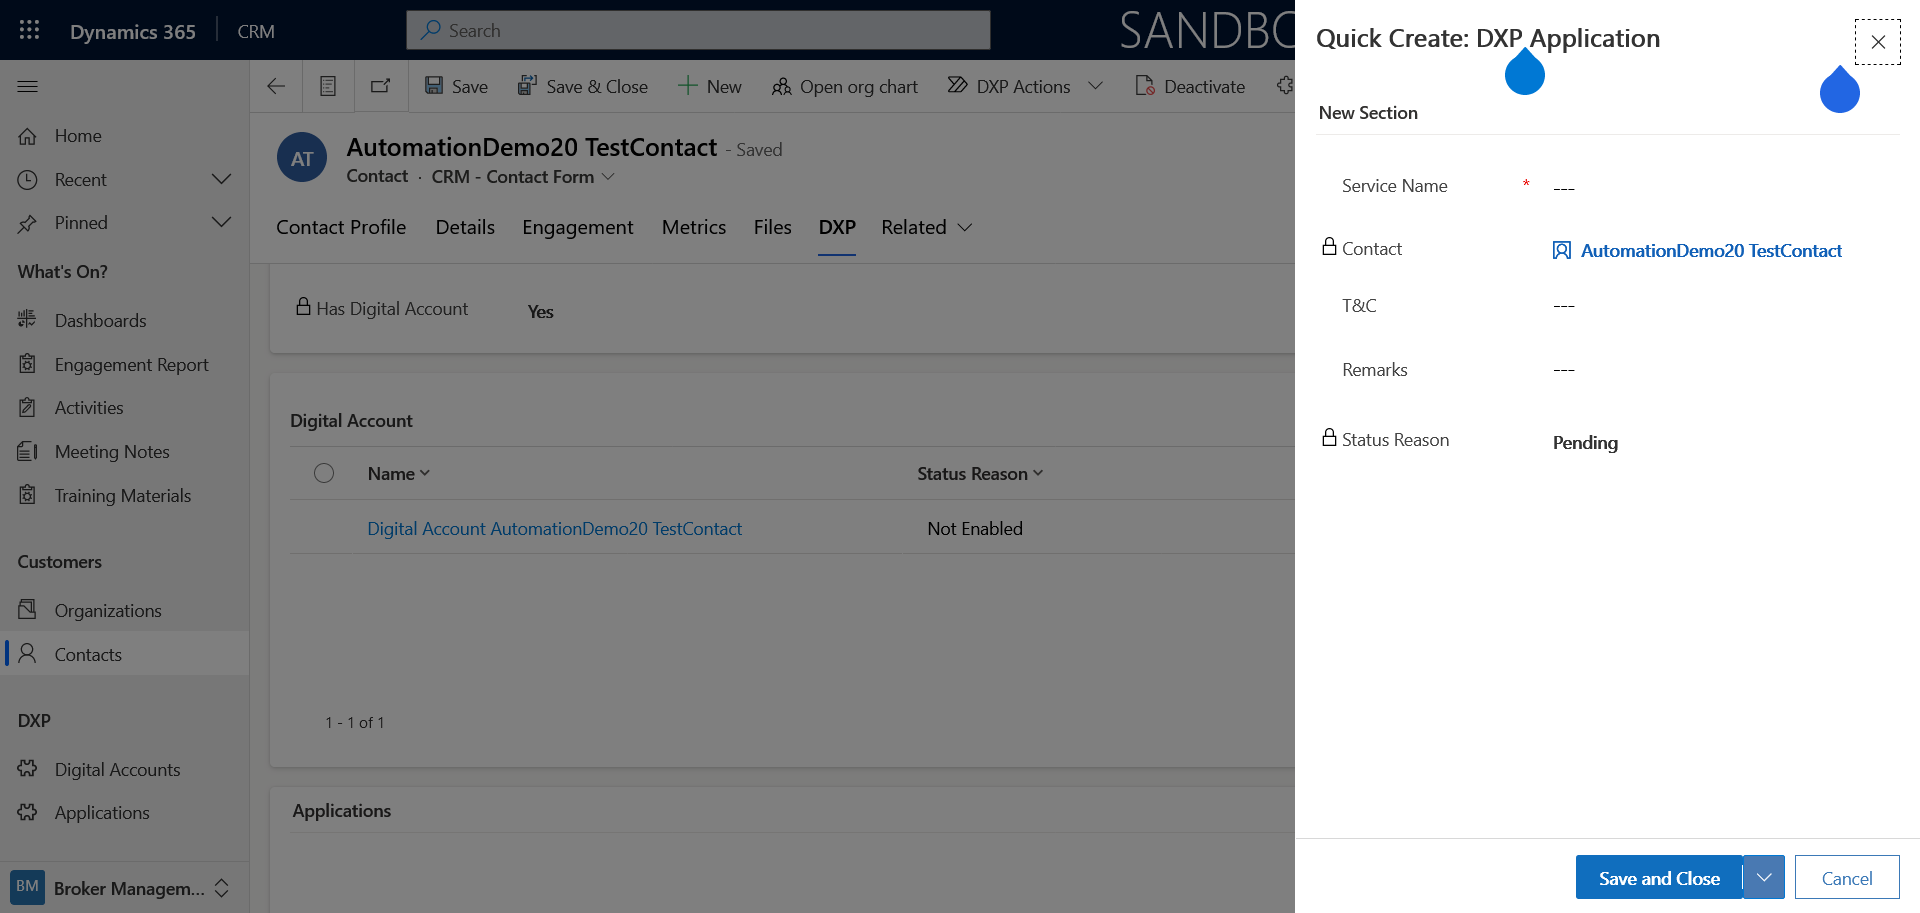 Dynamics 365
CRM
Search
SANDBO
Save
Save & Close
New
Open org chart
DXP Actions
Deactivate
AT
AutomationDemo20 TestContact - Saved
Contact · CRM - Contact Form
Contact Profile
Details
Engagement
Metrics
Files
DXP
Related
Home
Recent
Pinned
What's On?
Dashboards
Engagement Report
Activities
Meeting Notes
Training Materials
Customers
Organizations
Contacts
DXP
Digital Accounts
Applications
BM
Broker Managem...
Has Digital Account
Yes
Digital Account
Name
Status Reason
Digital Account AutomationDemo20 TestContact
Not Enabled
1 - 1 of 1
Applications
Quick Create: DXP Application
New Section
Service Name * ---
Contact AutomationDemo20 TestContact
T&C ---
Remarks ---
Status Reason Pending
Save and Close
Cancel